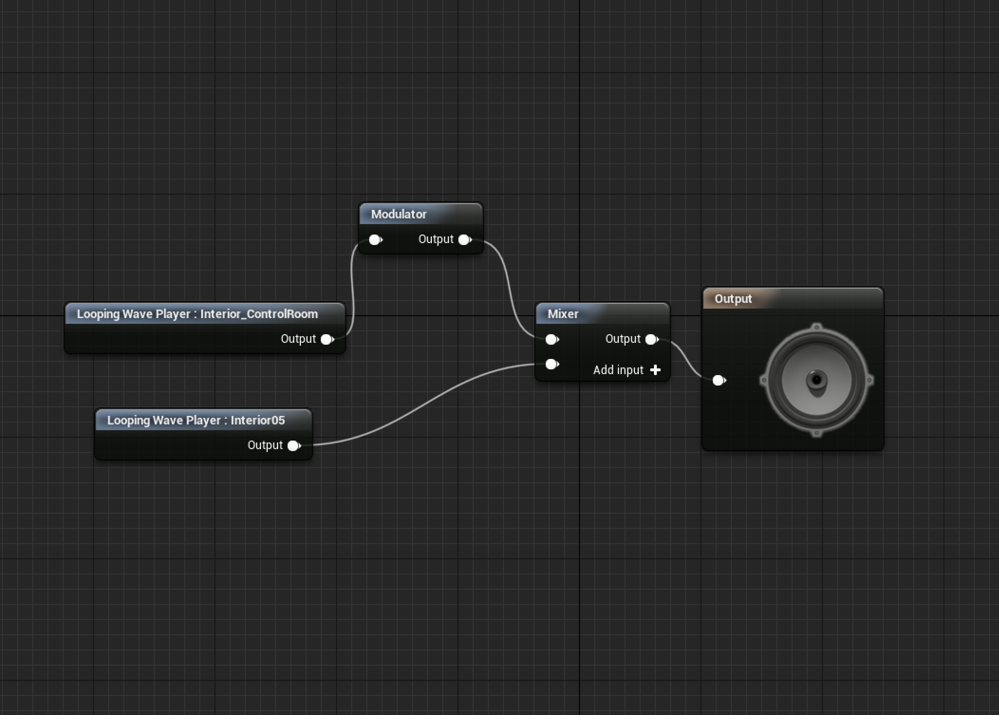 Modulator
Output
Looping Wave Player : Interior_ControlRoom
Output
Mixer
Output
Add input
Output
Looping Wave Player : Interior05
Output